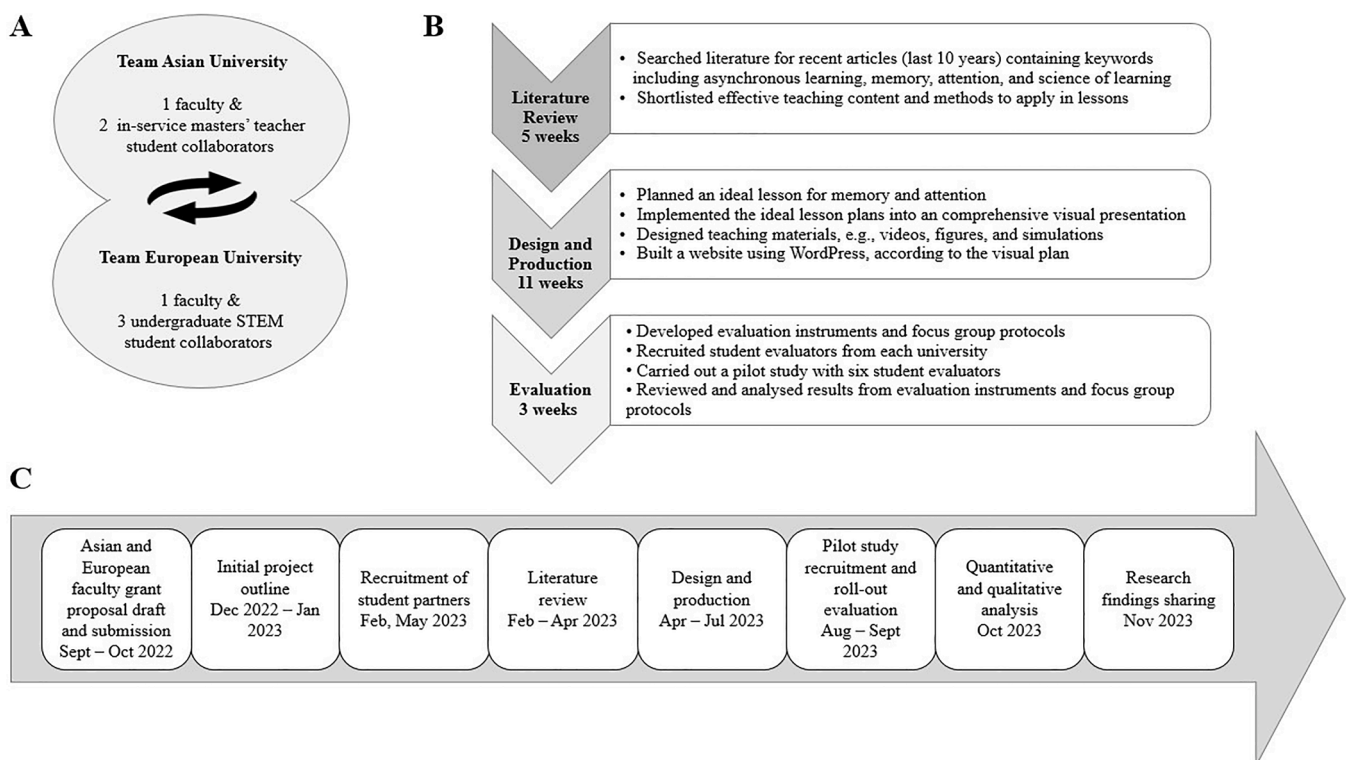 A
Team Asian University
1 faculty &
2 in-service masters’ teacher
student collaborators
Team European University
1 faculty &
3 undergraduate STEM
student collaborators
B
Literature
Review
5 weeks
• Searched literature for recent articles (last 10 years) containing keywords
including asynchronous learning, memory, attention, and science of learning
• Shortlisted effective teaching content and methods to apply in lessons
Design and
Production
11 weeks
• Planned an ideal lesson for memory and attention
• Implemented the ideal lesson plans into an comprehensive visual presentation
• Designed teaching materials, e.g., videos, figures, and simulations
• Built a website using WordPress, according to the visual plan
Evaluation
3 weeks
• Developed evaluation instruments and focus group protocols
• Recruited student evaluators from each university
• Carried out a pilot study with six student evaluators
• Reviewed and analysed results from evaluation instruments and focus group
protocols
C
Asian and
European
faculty grant
proposal draft
and submission
Sept – Oct 2022
Initial project
outline
Dec 2022 – Jan
2023
Recruitment of
student partners
Feb, May 2023
Literature
review
Feb – Apr 2023
Design and
production
Apr – Jul 2023
Pilot study
recruitment and
roll-out
evaluation
Aug – Sept
2023
Quantitative
and qualitative
analysis
Oct 2023
Research
findings sharing
Nov 2023